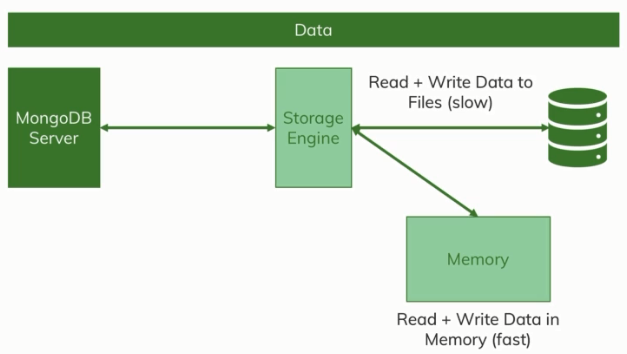 Data
MongoDB
Server
Storage
Engine
Read + Write Data to
Files (slow)
Memory
Read + Write Data in
Memory (fast)